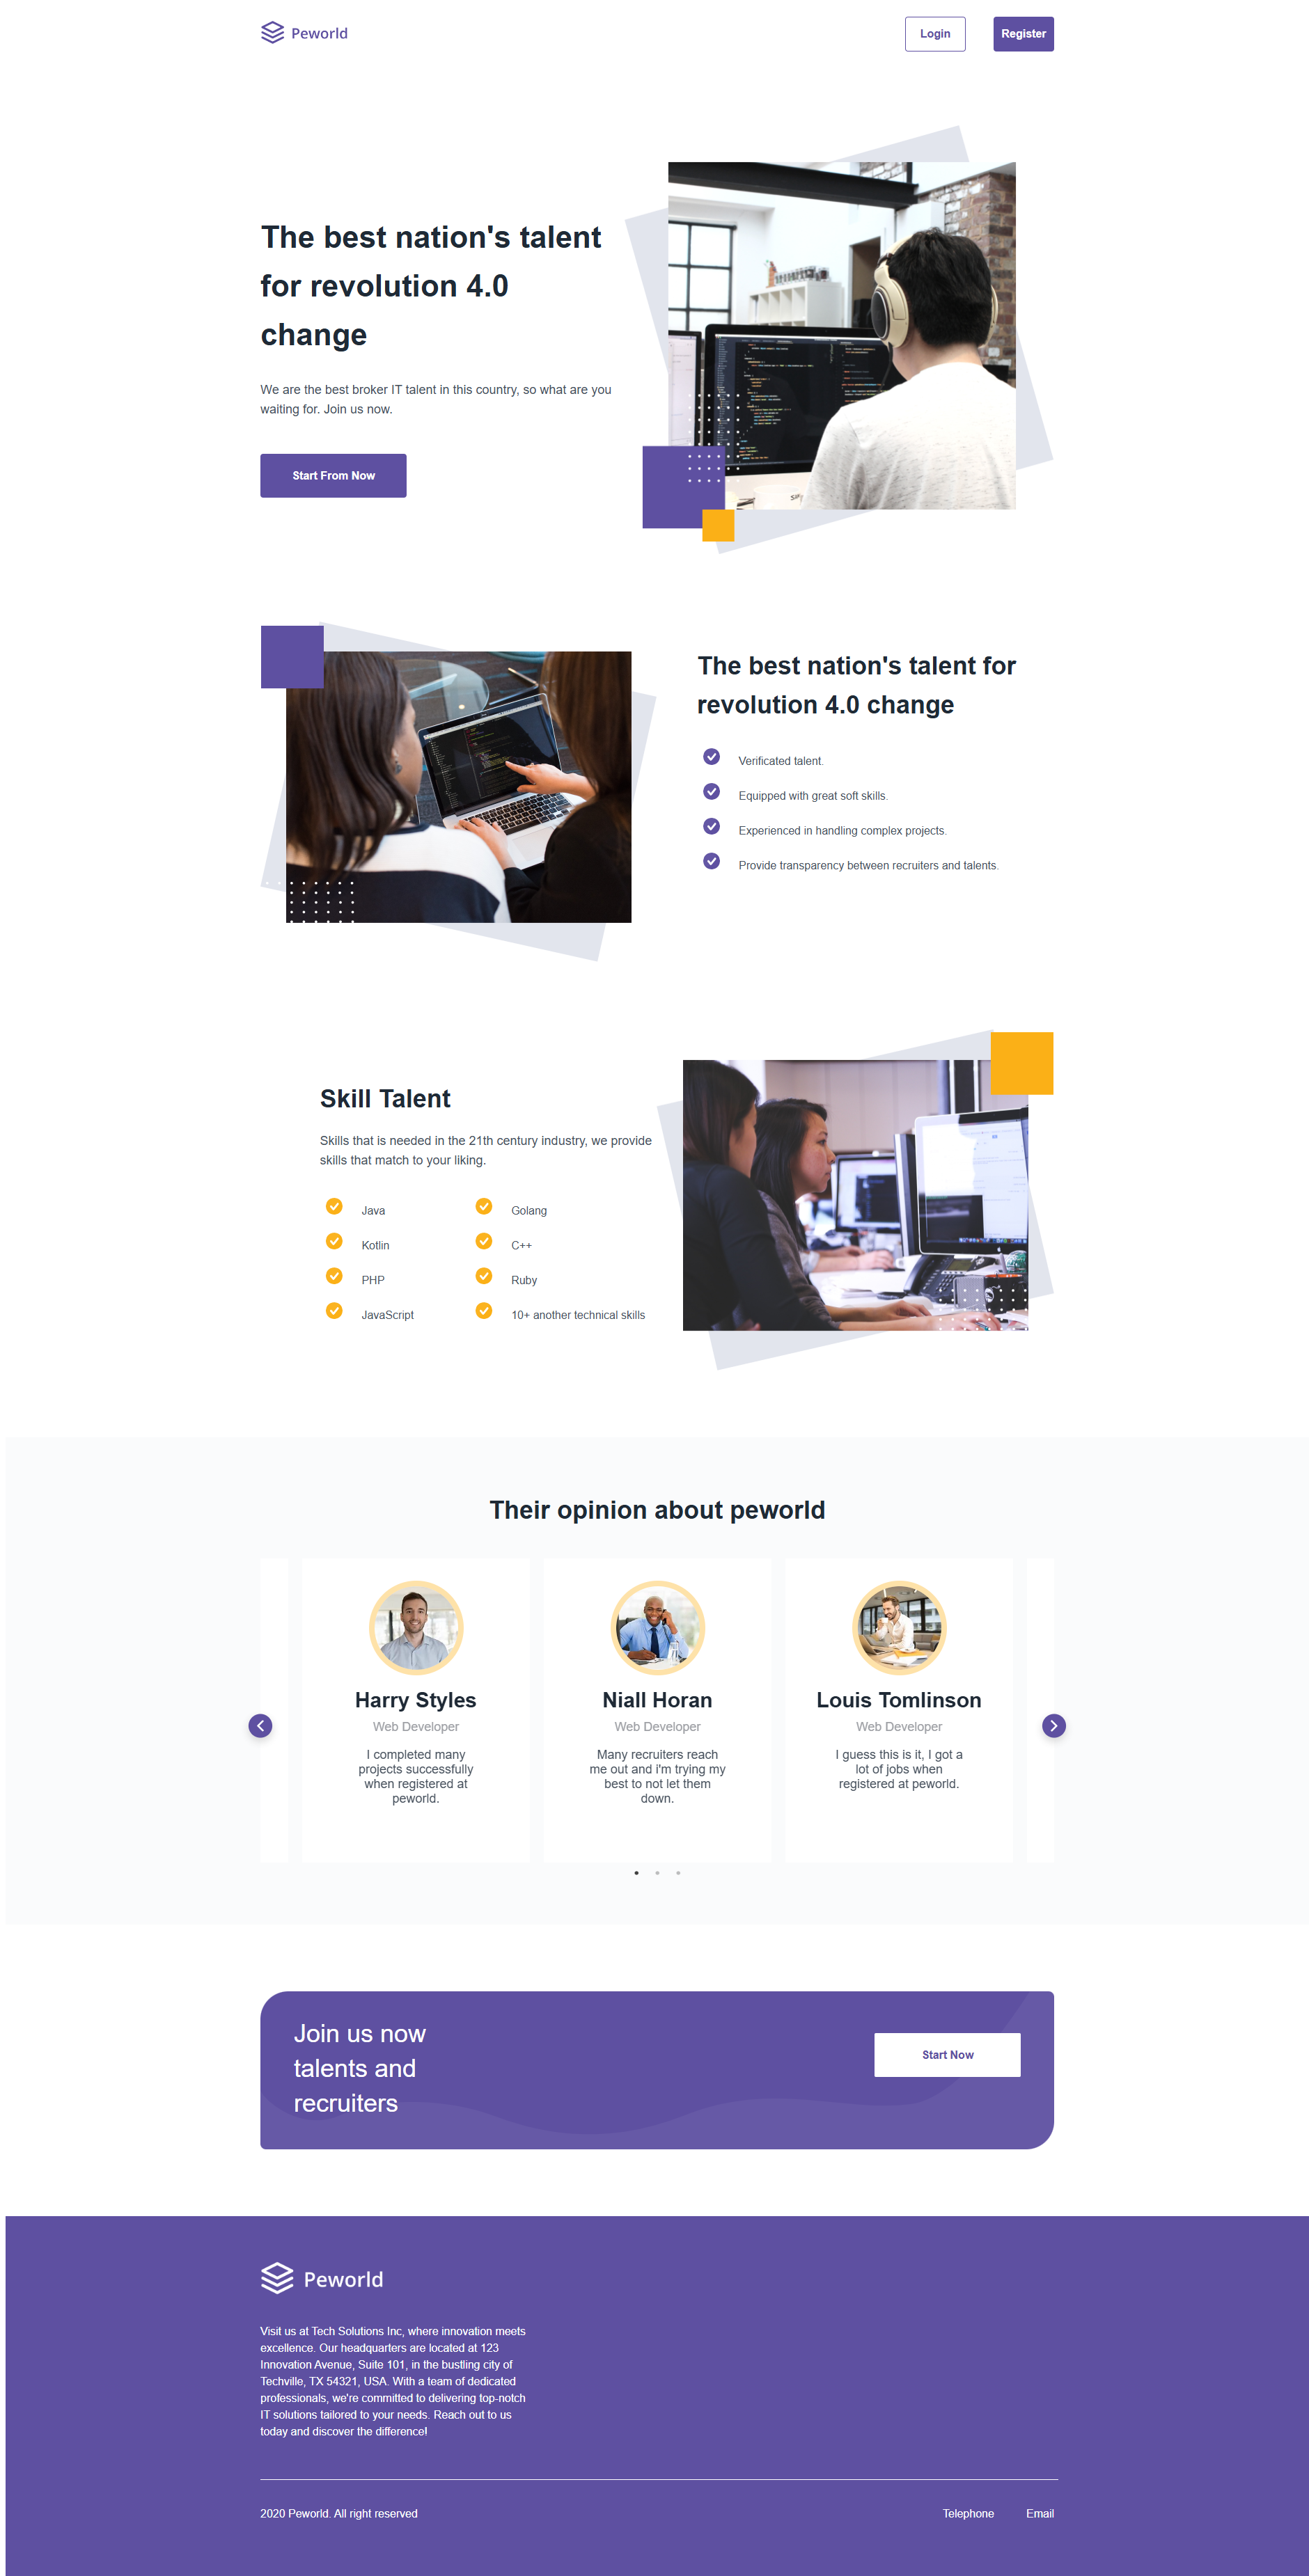 Peworld
Login
Register
The best nation's talent
for revolution 4.0
change
We are the best broker IT talent in this country, so what are you
waiting for. Join us now.
Start From Now
The best nation's talent for
revolution 4.0 change
Verificated talent.
Equipped with great soft skills.
Experienced in handling complex projects.
Provide transparency between recruiters and talents.
Skill Talent
Skills that is needed in the 21th century industry, we provide
skills that match to your liking.
Java
Golang
Kotlin
C++
PHP
Ruby
JavaScript
10+ another technical skills
Their opinion about peworld
Harry Styles
Web Developer
I completed many
projects successfully
when registered at
peworld.
Niall Horan
Web Developer
Many recruiters reach
me out and i'm trying my
best to not let them
down.
Louis Tomlinson
Web Developer
I guess this is it, I got a
lot of jobs when
registered at peworld.
Join us now
talents and
recruiters
Start Now
Peworld
Visit us at Tech Solutions Inc, where innovation meets
excellence. Our headquarters are located at 123
Innovation Avenue, Suite 101, in the bustling city of
Techville, TX 54321, USA. With a team of dedicated
professionals, we're committed to delivering top-notch
IT solutions tailored to your needs. Reach out to us
today and discover the difference!
2020 Peworld. All right reserved
Telephone
Email